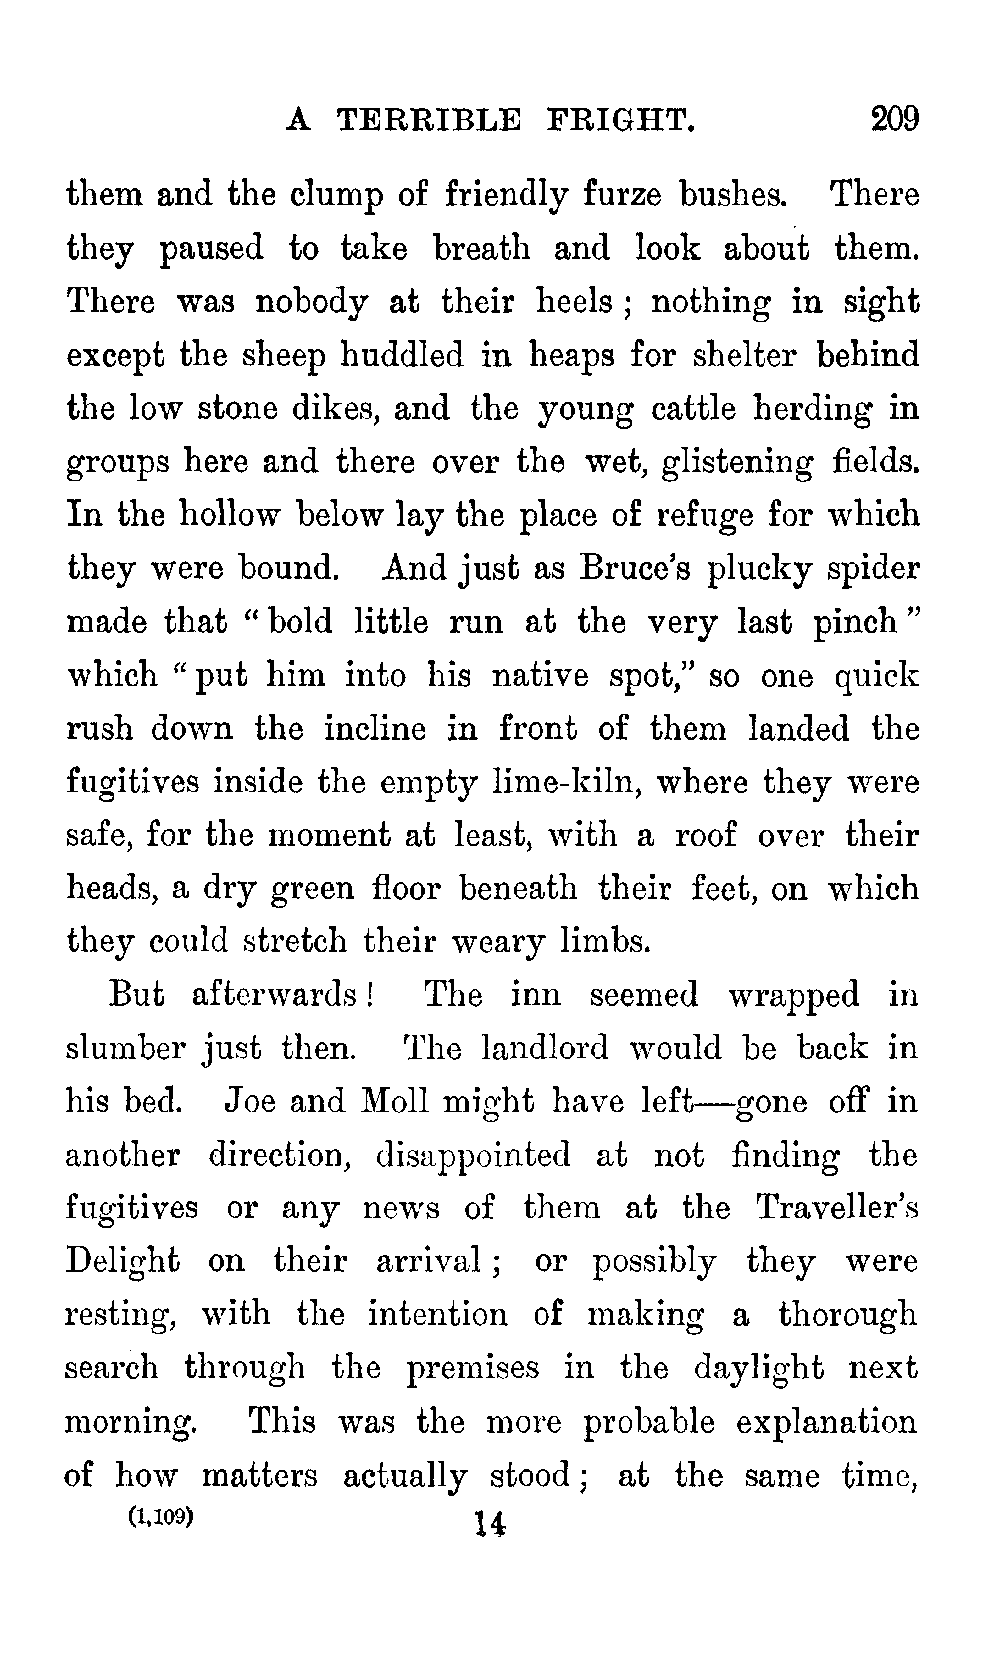 A TERRIBLE FRIGHT. 209
them and the clump of friendly furze bushes. There
they paused to take breath and look about them.
There was nobody at their heels ; nothing in sight
except the sheep huddled in heaps for shelter behind
the low stone dikes, and the young cattle herding in
groups here and there over the wet, glistening fields.
In the hollow below lay the place of refuge for which
they were bound. And just as Bruce's plucky spider
made that “ bold little run at the very last pinch ”
which “ put him into his native spot,” so one quick
rush down the incline in front of them landed the
fugitives inside the empty lime-kiln, where they were
safe, for the moment at least, with a roof over their
heads, a dry green floor beneath their feet, on which
they could stretch their weary limbs.
But afterwards ! The inn seemed wrapped in
slumber just then. The landlord would be back in
his bed. Joe and Moll might have left—gone off in
another direction, disappointed at not finding the
fugitives or any news of them at the Traveller's
Delight on their arrival ; or possibly they were
resting, with the intention of making a thorough
search through the premises in the daylight next
morning. This was the more probable explanation
of how matters actually stood ; at the same time,
(1,109) 14